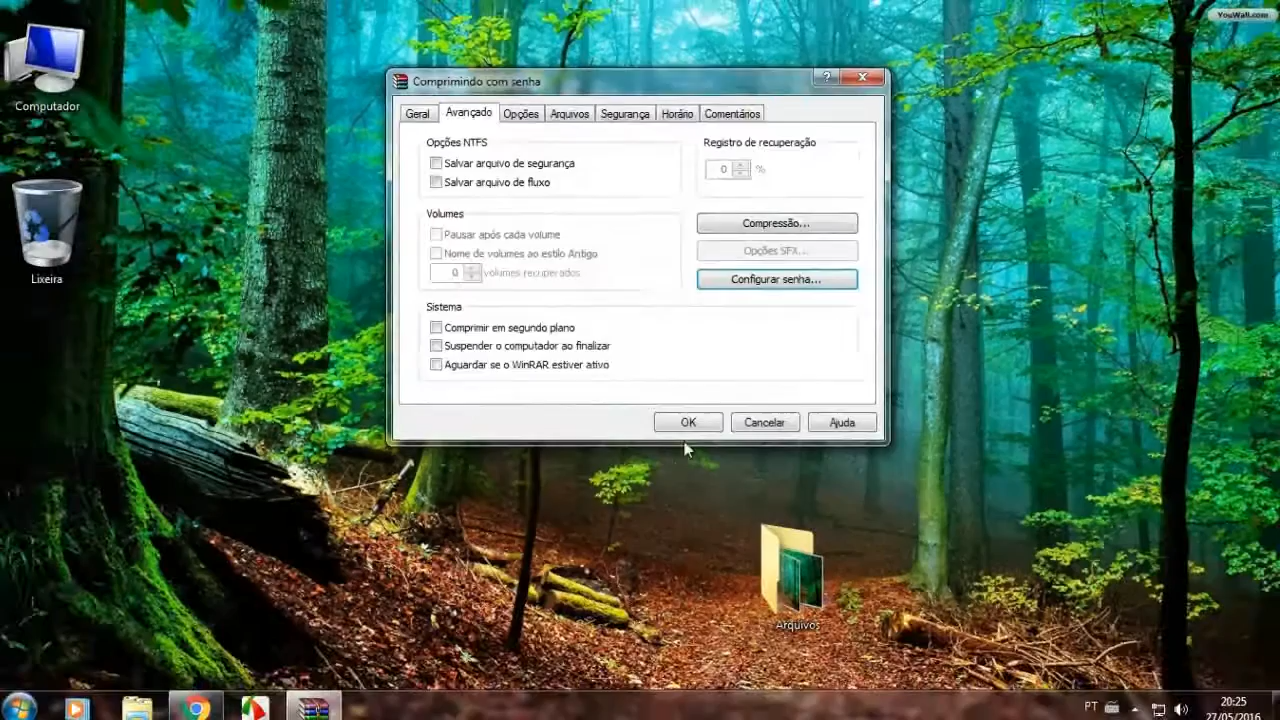 YouWall.com
Computador
Lixeira
Comprimindo com senha
Geral
Avançado
Opções
Arquivos
Segurança
Horário
Comentários
Opções NTFS
Salvar arquivo de segurança
Salvar arquivo de fluxo
Registro de recuperação
0 %
Volumes
Pausar após cada volume
Nome de volumes ao estilo Antigo
0 volumes recuperados
Compressão...
Opções SFX...
Configurar senha...
Sistema
Comprimir em segundo plano
Suspender o computador ao finalizar
Aguardar se o WinRAR estiver ativo
OK
Cancelar
Ajuda
Arquivos
PT
20:25
27/05/2016